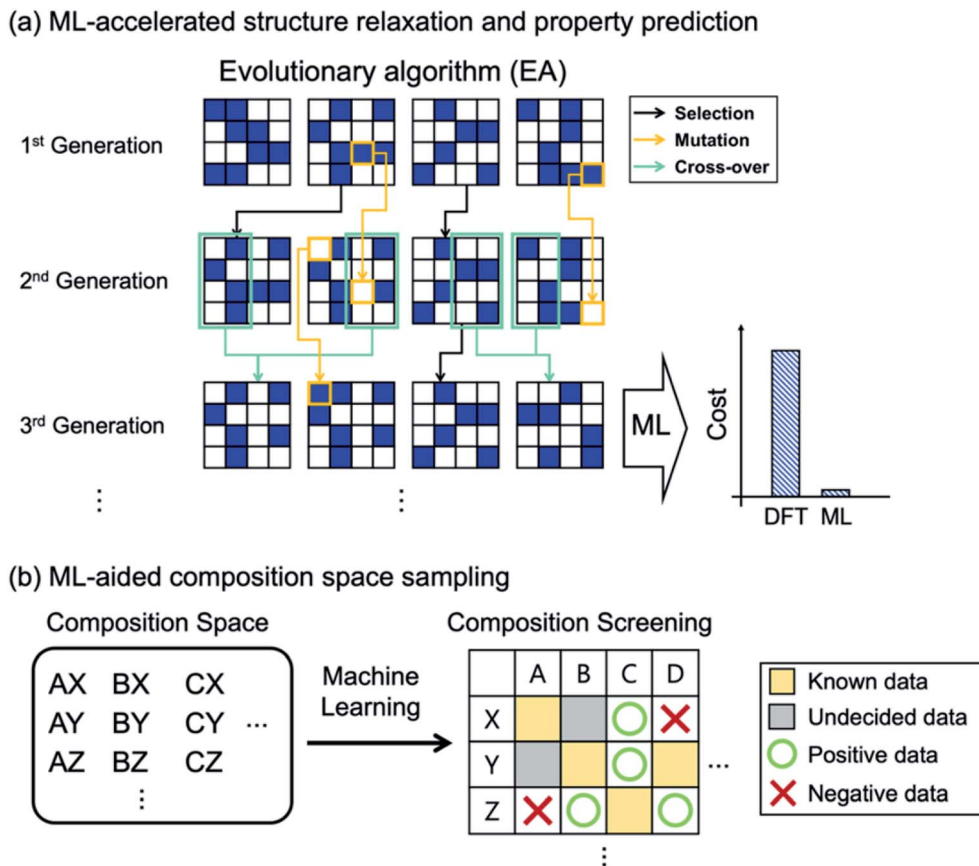 (a) ML-accelerated structure relaxation and property prediction
Evolutionary algorithm (EA)
1st Generation
Selection
Mutation
Cross-over
2nd Generation
3rd Generation
ML
Cost
DFT ML
⋮ ⋮
(b) ML-aided composition space sampling
Composition Space
AX BX CX
AY BY CY ...
AZ BZ CZ
⋮
Machine
Learning
Composition Screening
A B C D
X
Y ...
Z
⋮
Known data
Undecided data
Positive data
Negative data